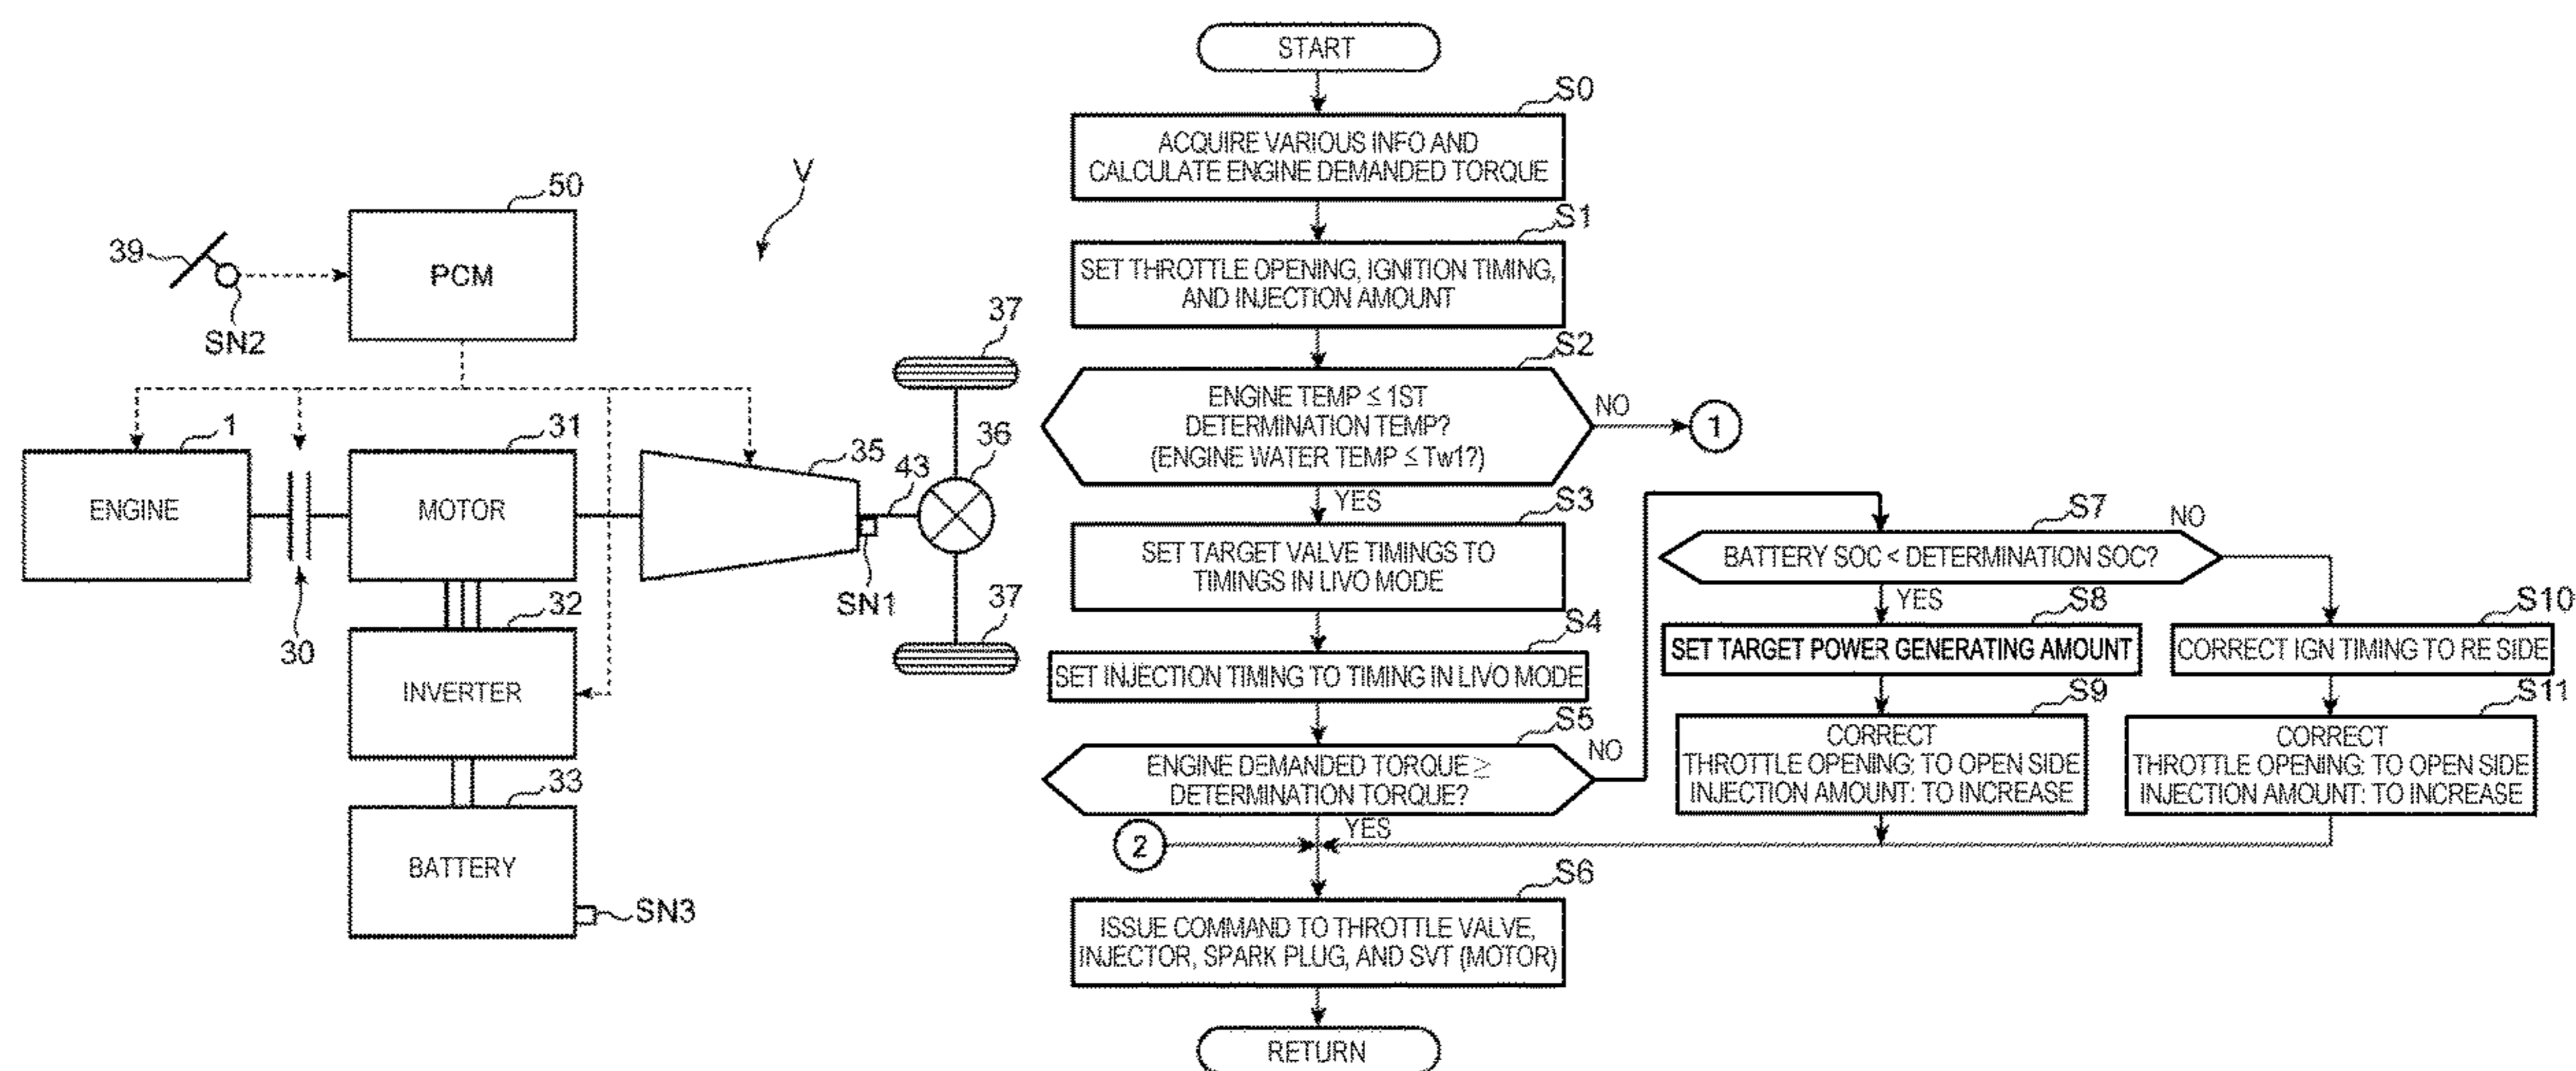 V
50
PCM
39
SN2
37
1
31
35
43
36
ENGINE
MOTOR
SN1
30
32
37
INVERTER
33
BATTERY
SN3
START
S0
ACQUIRE VARIOUS INFO AND
CALCULATE ENGINE DEMANDED TORQUE
S1
SET THROTTLE OPENING, IGNITION TIMING,
AND INJECTION AMOUNT
S2
ENGINE TEMP ≤ 1ST
DETERMINATION TEMP?
(ENGINE WATER TEMP ≤ Tw1?)
NO
1
YES
S3
SET TARGET VALVE TIMINGS TO
TIMINGS IN LIVO MODE
S4
SET INJECTION TIMING TO TIMING IN LIVO MODE
S5
ENGINE DEMANDED TORQUE ≥
DETERMINATION TORQUE?
NO
YES
2
S6
ISSUE COMMAND TO THROTTLE VALVE,
INJECTOR, SPARK PLUG, AND SVT (MOTOR)
RETURN
S7
NO
BATTERY SOC < DETERMINATION SOC?
YES
S8
SET TARGET POWER GENERATING AMOUNT
S9
CORRECT
THROTTLE OPENING: TO OPEN SIDE
INJECTION AMOUNT: TO INCREASE
S10
CORRECT IGN TIMING TO RE SIDE
S11
CORRECT
THROTTLE OPENING: TO OPEN SIDE
INJECTION AMOUNT: TO INCREASE